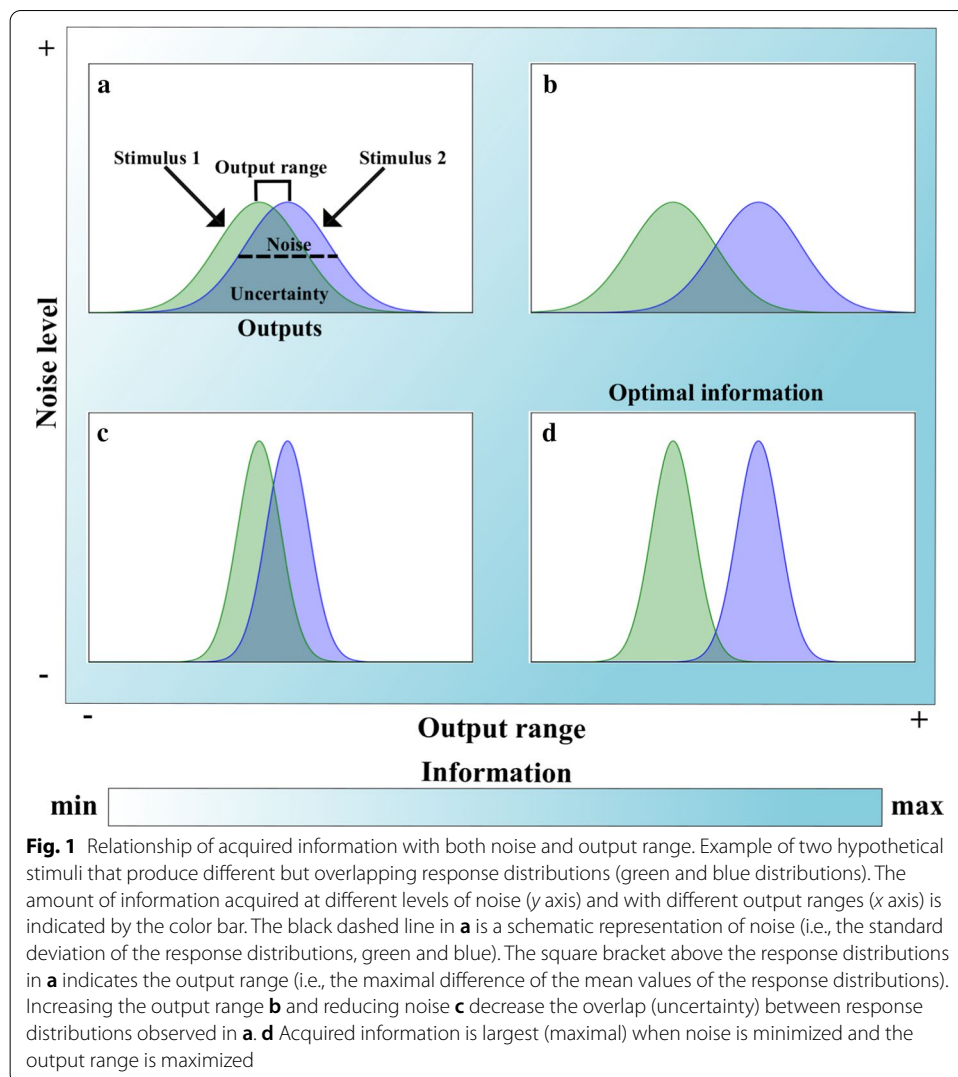 +
a
b
Stimulus 1
Output range
Stimulus 2
Noise
Uncertainty
Outputs
Noise level
Optimal information
c
d
-
-
+
Output range
Information
min
max
Fig. 1 Relationship of acquired information with both noise and output range. Example of two hypothetical
stimuli that produce different but overlapping response distributions (green and blue distributions). The
amount of information acquired at different levels of noise (y axis) and with different output ranges (x axis) is
indicated by the color bar. The black dashed line in a is a schematic representation of noise (i.e., the standard
deviation of the response distributions, green and blue). The square bracket above the response distributions
in a indicates the output range (i.e., the maximal difference of the mean values of the response distributions).
Increasing the output range b and reducing noise c decrease the overlap (uncertainty) between response
distributions observed in a. d Acquired information is largest (maximal) when noise is minimized and the
output range is maximized